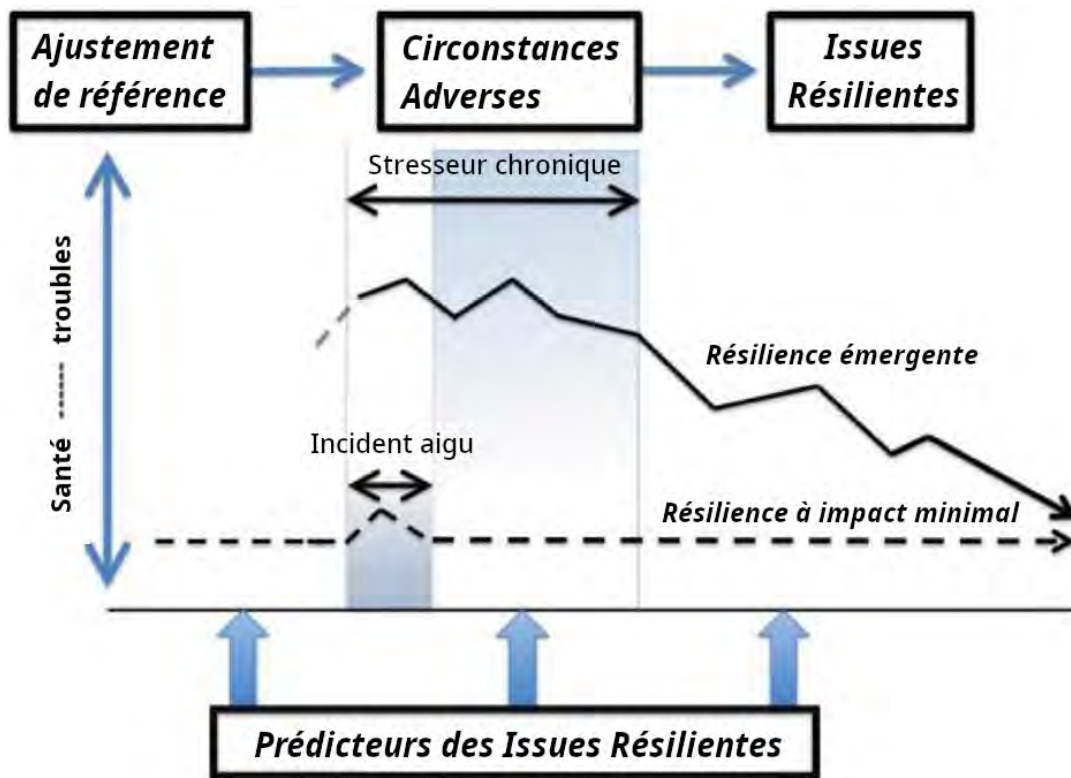 Ajustement
de référence
Circonstances
Adverses
Issues
Résilientes
Stresseur chronique
Santé ------ troubles
Résilience émergente
Incident aigu
Résilience à impact minimal
Prédicteurs des Issues Résilientes